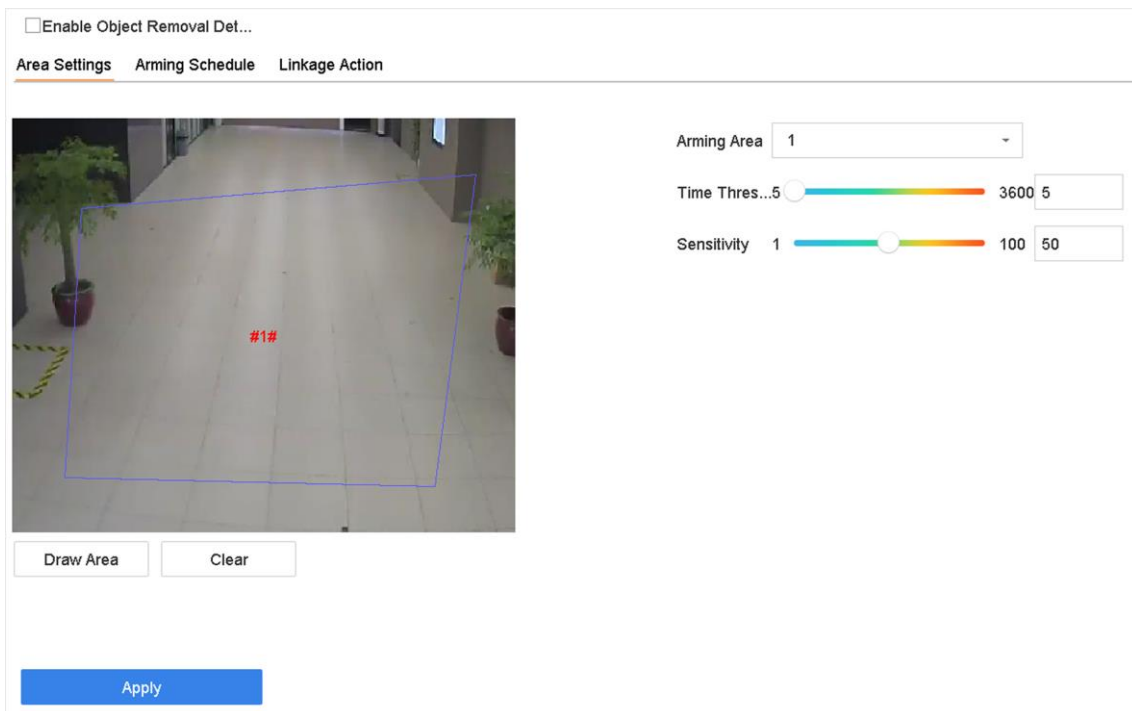 Enable Object Removal Det...
Area Settings Arming Schedule Linkage Action
Arming Area 1
Time Thres...5 3600 5
Sensitivity 1 100 50
#1#
Draw Area Clear
Apply